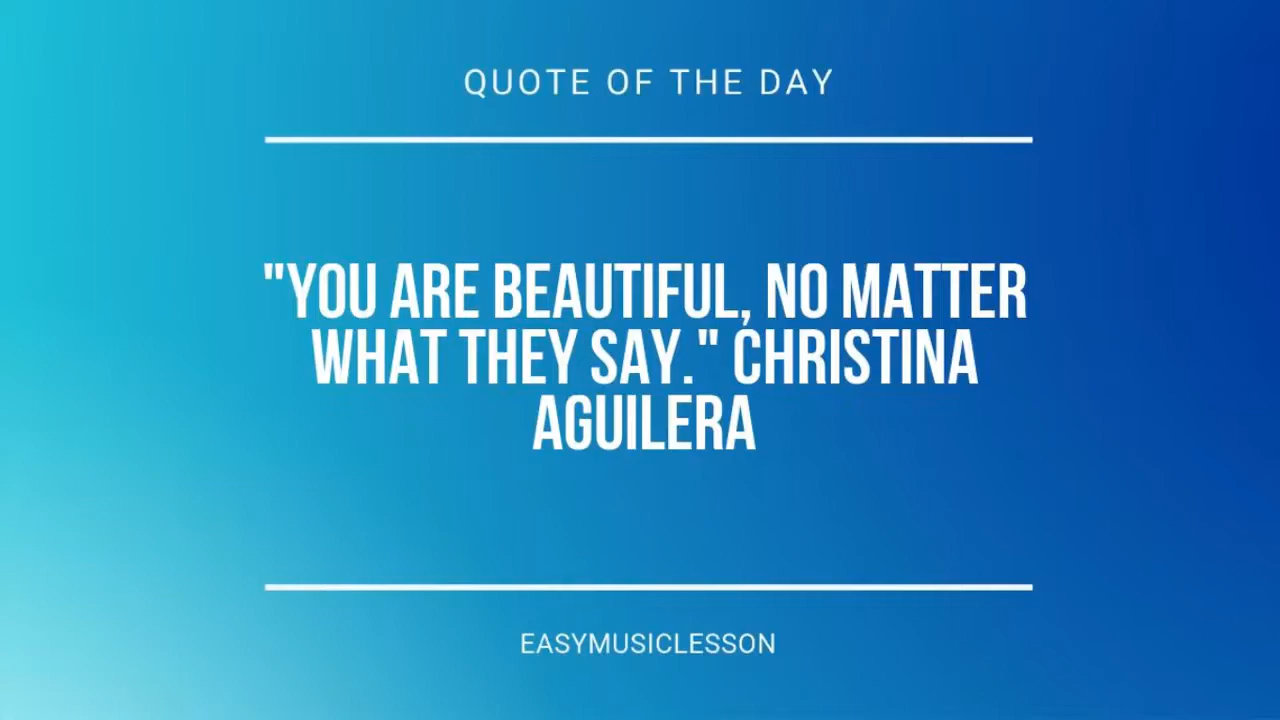 QUOTE OF THE DAY
"YOU ARE BEAUTIFUL, NO MATTER
WHAT THEY SAY." CHRISTINA
AGUILERA
EASYMUSICLESSON